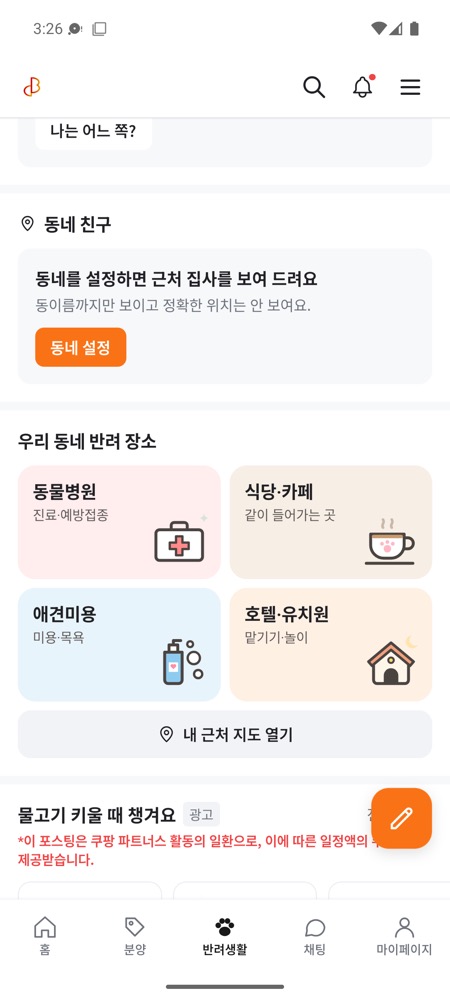 3:26
나는 어느 쪽?
동네 친구
동네를 설정하면 근처 집사를 보여 드려요
동이름까지만 보이고 정확한 위치는 안 보여요.
동네 설정
우리 동네 반려 장소
동물병원
진료·예방접종
식당·카페
같이 들어가는 곳
애견미용
미용·목욕
호텔·유치원
맡기기·놀이
내 근처 지도 열기
물고기 키울 때 챙겨요 광고
*이 포스팅은 쿠팡 파트너스 활동의 일환으로, 이에 따른 일정액의
제공받습니다.
홈
분양
반려생활
채팅
마이페이지